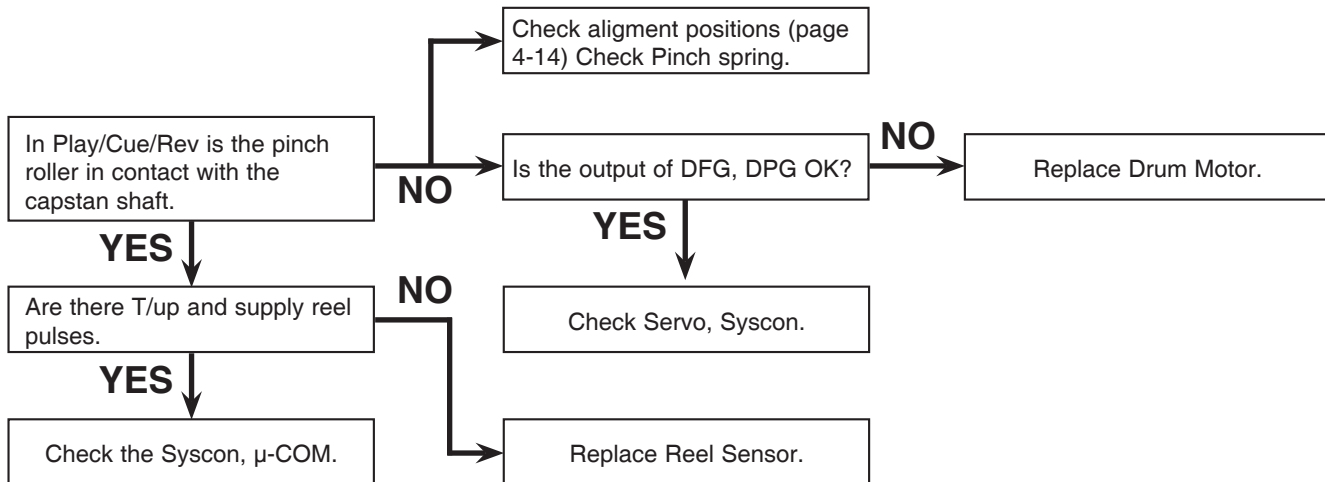 Check aligment positions (page
4-14) Check Pinch spring.
In Play/Cue/Rev is the pinch
roller in contact with the
capstan shaft.
NO
Is the output of DFG, DPG OK?
NO
Replace Drum Motor.
YES
YES
Are there T/up and supply reel
pulses.
NO
Check Servo, Syscon.
YES
Check the Syscon, µ-COM.
Replace Reel Sensor.